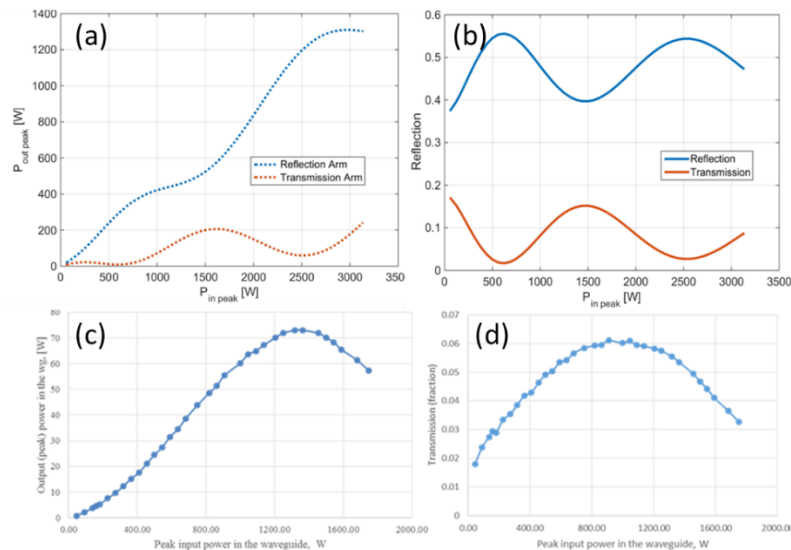 (a)
1400
1200
1000
800
600
400
200
0
P out peak [W]
Reflection Arm
Transmission Arm
0 500 1000 1500 2000 2500 3000 350
P in peak [W]
(b)
0.6
0.5
0.4
0.3
0.2
0.1
0
Reflection
Reflection
Transmission
0 500 1000 1500 2000 2500 3000 3500
P in peak [W]
(c)
80
70
60
50
40
30
20
10
0
Output (peak) power in the wg, [W]
0.00 400.00 800.00 1200.00 1600.00 2000.00
Peak input power in the waveguide, W
(d)
0.07
0.06
0.05
0.04
0.03
0.02
0.01
0
Transmission (fraction)
0.00 400.00 800.00 1200.00 1600.00 2000.00
Peak input power in the waveguide, W